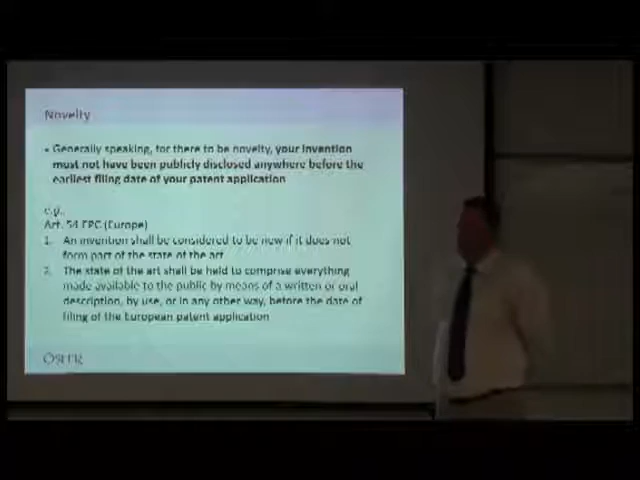 Novelty
• Generally speaking, for there to be novelty, your invention
must not have been publicly disclosed anywhere before the
earliest filing date of your patent application
e.g.
Art. 54 EPC (Europe)
1. An invention shall be considered to be new if it does not
form part of the state of the art
2. The state of the art shall be held to comprise everything
made available to the public by means of a written or oral
description, by use, or in any other way, before the date of
filing of the European patent application